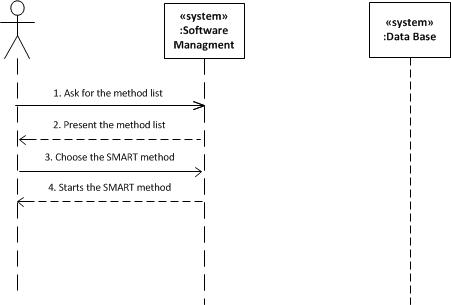 «system»
:Software
Managment
«system»
:Data Base
1. Ask for the method list
2. Present the method list
3. Choose the SMART method
4. Starts the SMART method